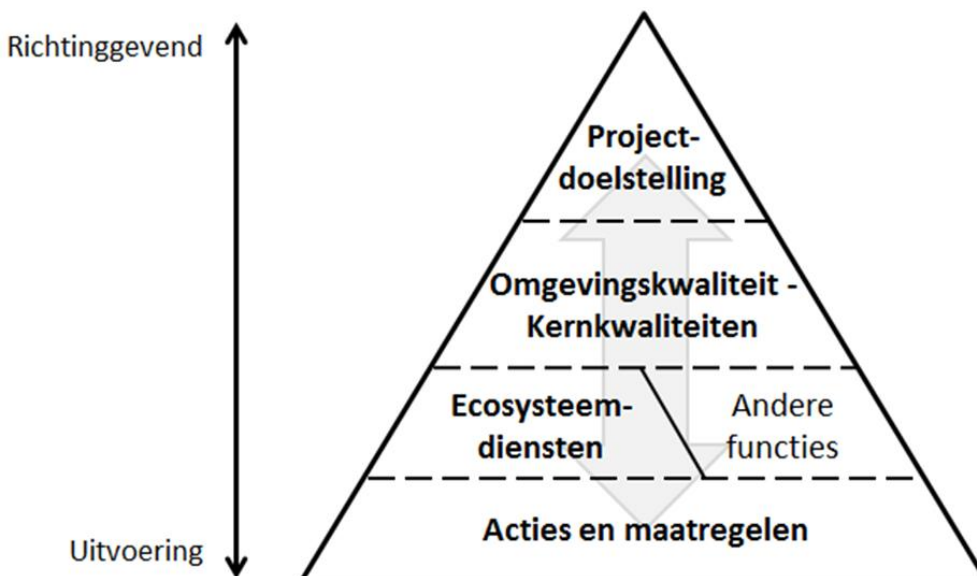 Richtinggevend
Project-
doelstelling
Omgevingskwaliteit -
Kernkwaliteiten
Ecosysteem-
diensten
Andere
functies
Acties en maatregelen
Uitvoering